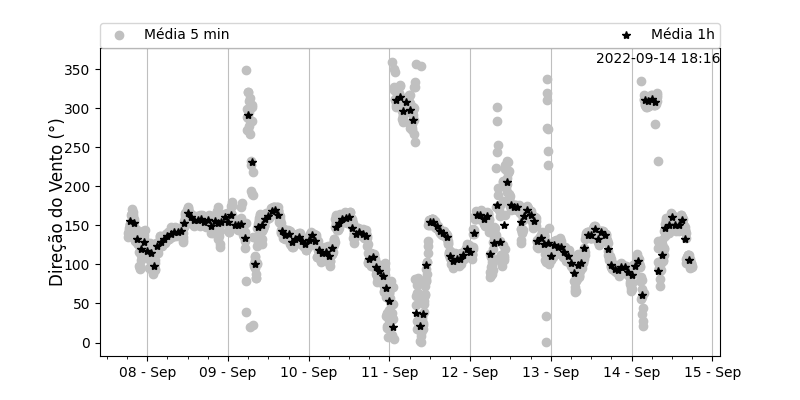 Média 5 min
Média 1h
2022-09-14 18:16
Direção do Vento (°)
350
300
250
200
150
100
50
0
08 - Sep
09 - Sep
10 - Sep
11 - Sep
12 - Sep
13 - Sep
14 - Sep
15 - Sep